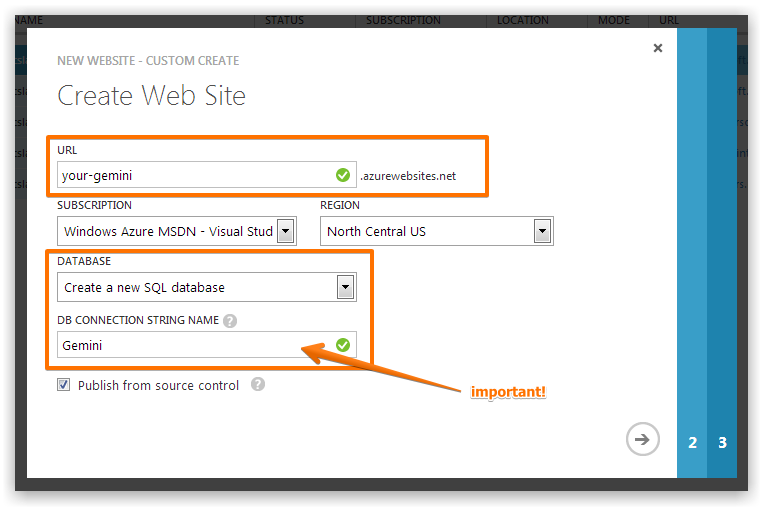 NAME STATUS SUBSCRIPTION LOCATION MODE URL
NEW WEBSITE - CUSTOM CREATE
Create Web Site
URL
your-gemini .azurewebsites.net
SUBSCRIPTION REGION
Windows Azure MSDN - Visual Stud North Central US
DATABASE
Create a new SQL database
DB CONNECTION STRING NAME ?
Gemini
Publish from source control ?
important!
2 3